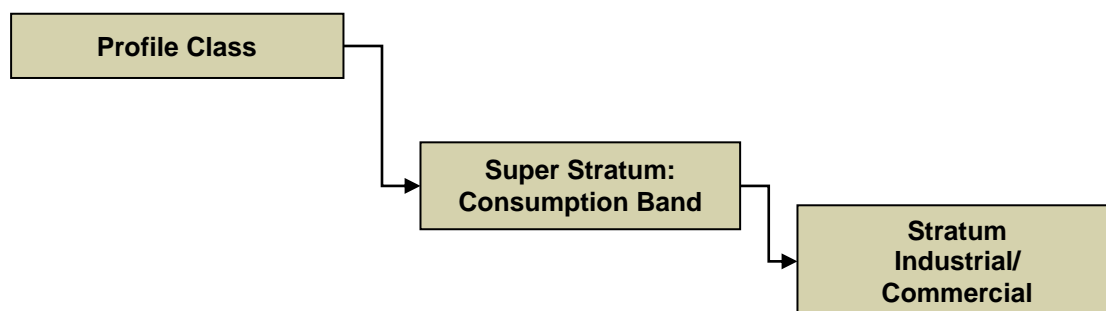 Profile Class
Super Stratum:
Consumption Band
Stratum
Industrial/
Commercial